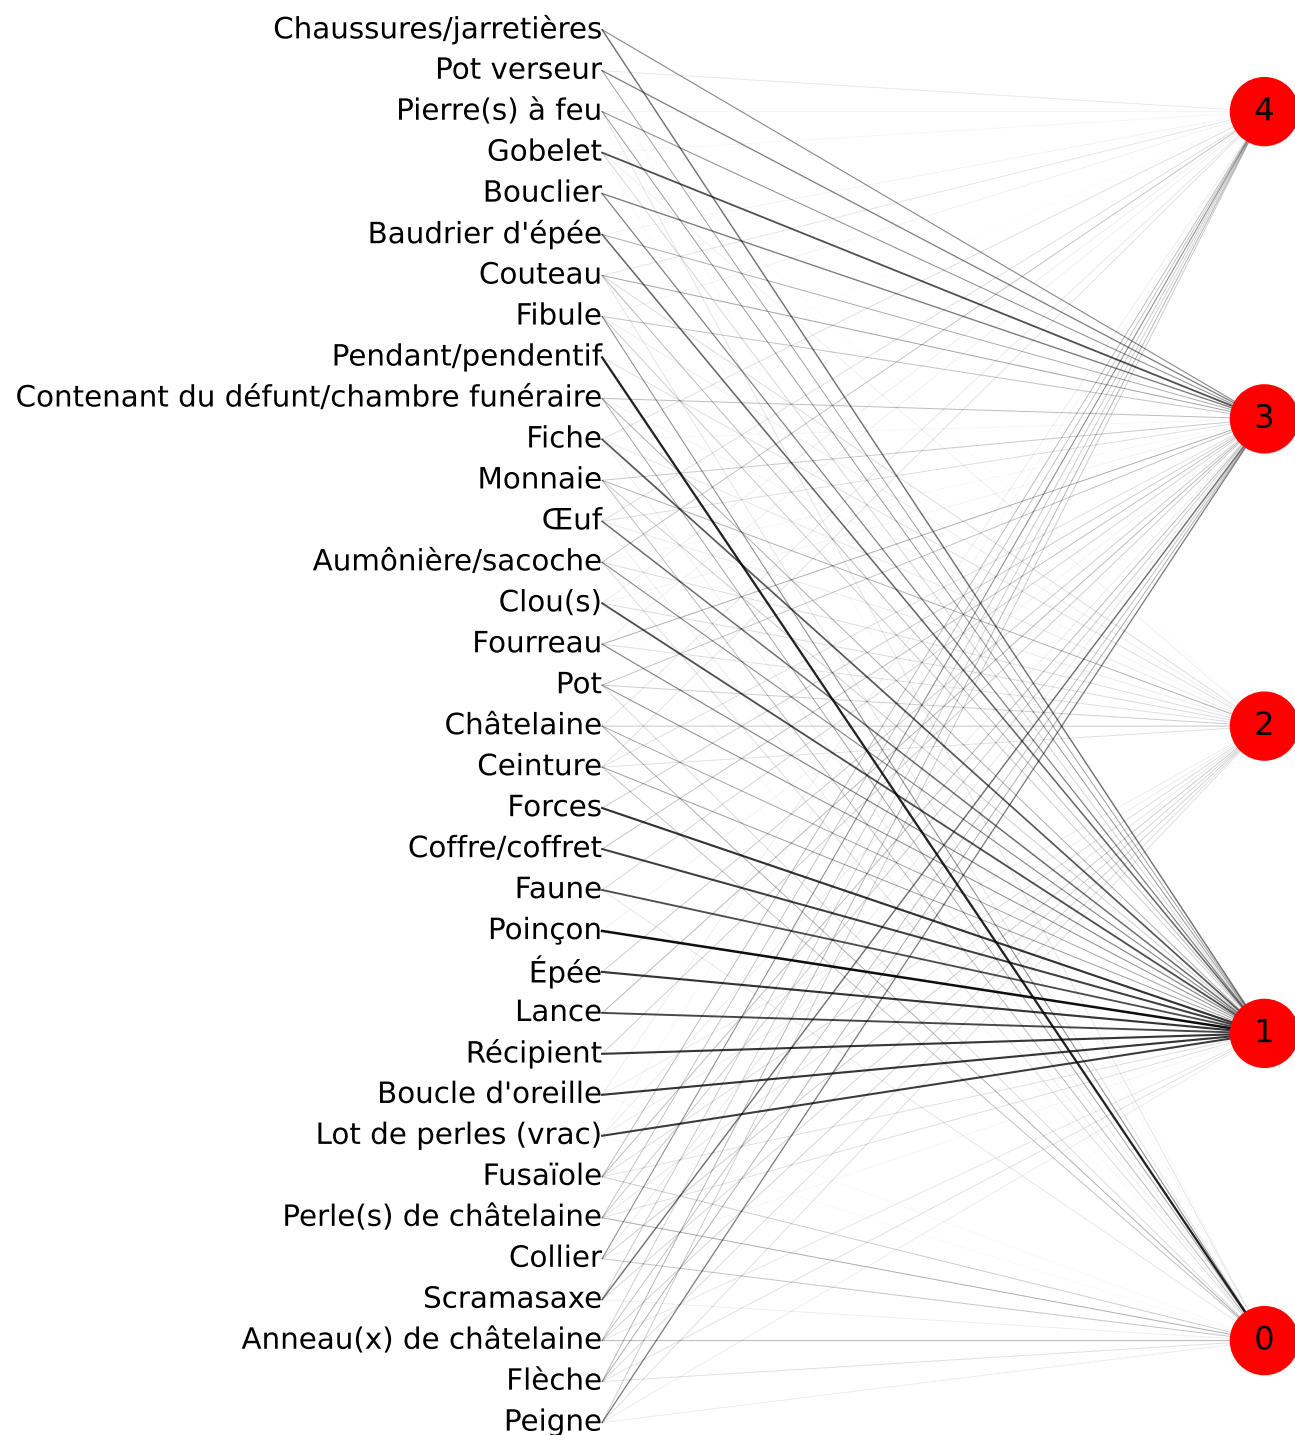 Chaussures/jarretières
Pot verseur
Pierre(s) à feu
Gobelet
Bouclier
Baudrier d'épée
Couteau
Fibule
Pendant/pendentif
Contenant du défunt/chambre funéraire
Fiche
Monnaie
Œuf
Aumônière/sacoche
Clou(s)
Fourreau
Pot
Châtelaine
Ceinture
Forces
Coffre/coffret
Faune
Poinçon
Épée
Lance
Récipient
Boucle d'oreille
Lot de perles (vrac)
Fusaïole
Perle(s) de châtelaine
Collier
Scramasaxe
Anneau(x) de châtelaine
Flèche
Peigne
4
3
2
1
0